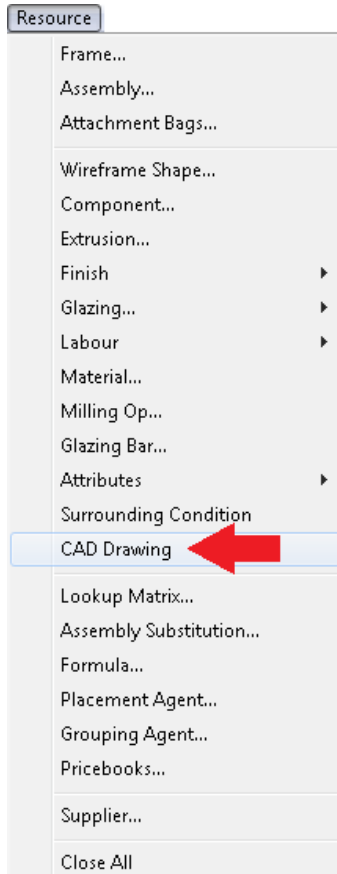 Resource
Frame...
Assembly...
Attachment Bags...
Wireframe Shape...
Component...
Extrusion...
Finish
Glazing...
Labour
Material...
Milling Op...
Glazing Bar...
Attributes
Surrounding Condition
CAD Drawing
Lookup Matrix...
Assembly Substitution...
Formula...
Placement Agent...
Grouping Agent...
Pricebooks...
Supplier...
Close All